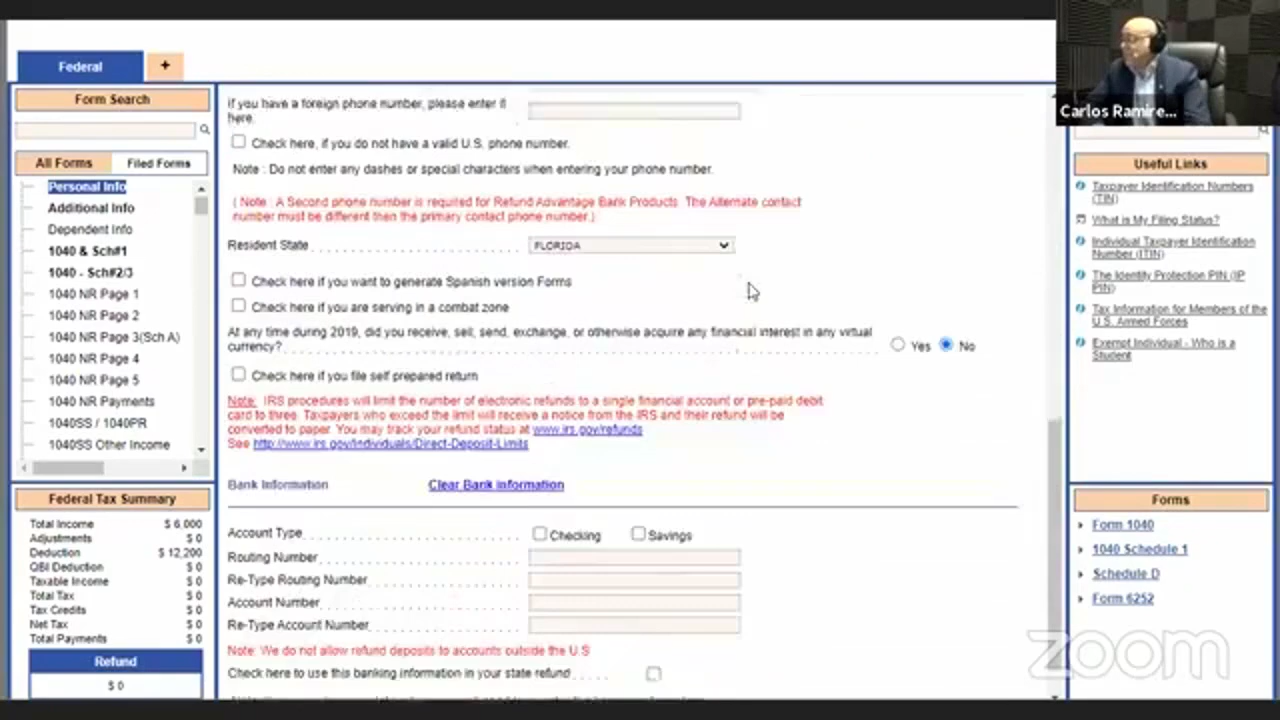 Federal
+
Form Search
All Forms
Filed Forms
Personal Info
Additional Info
Dependent Info
1040 & Sch#1
1040 - Sch#2/3
1040 NR Page 1
1040 NR Page 2
1040 NR Page 3(Sch A)
1040 NR Page 4
1040 NR Page 5
1040 NR Payments
1040SS / 1040PR
1040SS Other Income
Federal Tax Summary
Total Income $ 6,000
Adjustments $ 0
Deduction $ 12,200
QBI Deduction $ 0
Taxable Income $ 0
Total Tax $ 0
Tax Credits $ 0
Net Tax $ 0
Total Payments $ 0
Refund
$ 0
If you have a foreign phone number, please enter it
here.
Check here, if you do not have a valid U.S. phone number.
Note : Do not enter any dashes or special characters when entering your phone number.
( Note : A Second phone number is required for Refund Advantage Bank Products. The Alternate contact
number must be different then the primary contact phone number.)
Resident State
FLORIDA
Check here if you want to generate Spanish version Forms
Check here if you are serving in a combat zone
At any time during 2019, did you receive, sell, send, exchange, or otherwise acquire any financial interest in any virtual
currency?
Yes
No
Check here if you file self prepared return
Note: IRS procedures will limit the number of electronic refunds to a single financial account or pre-paid debit
card to three. Taxpayers who exceed the limit will receive a notice from the IRS and their refund will be
converted to paper. You may track your refund status at www.irs.gov/refunds
See http://www.irs.gov/Individuals/Direct-Deposit-Limits
Bank Information
Clear Bank information
Account Type
Checking
Savings
Routing Number
Re-Type Routing Number
Account Number
Re-Type Account Number
Note: We do not allow refund deposits to accounts outside the U.S
Check here to use this banking information in your state refund
Carlos Ramire...
Useful Links
Taxpayer Identification Numbers
(TIN)
What is My Filing Status?
Individual Taxpayer Identification
Number (ITIN)
The Identity Protection PIN (IP
PIN)
Tax Information for Members of the
U.S. Armed Forces
Exempt Individual - Who is a
Student
Forms
Form 1040
1040 Schedule 1
Schedule D
Form 6252
zoom